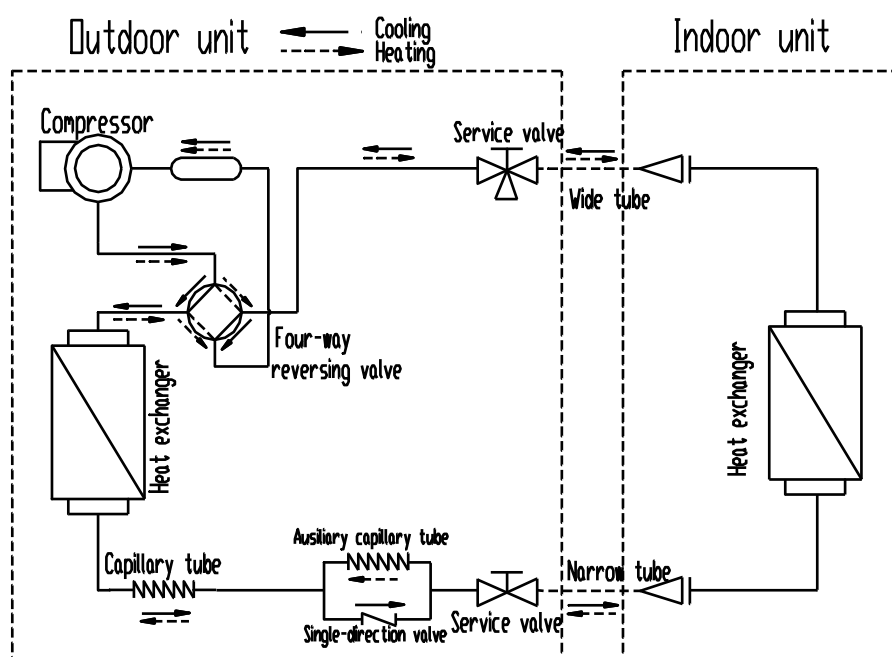 Outdoor unit
Cooling
Heating
Indoor unit
Compressor
Service valve
Wide tube
Four-way
reversing valve
Heat exchanger
Heat exchanger
Ausiliary capillary tube
Capillary tube
Narrow tube
Single-direction valve
Service valve